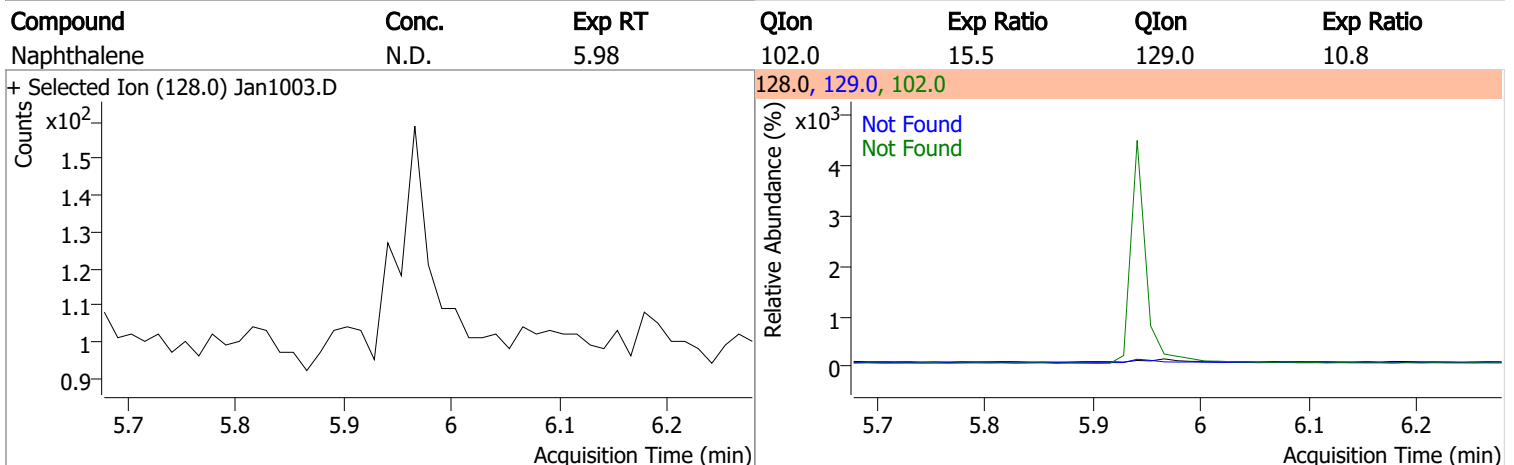 Compound Conc. Exp RT QIon Exp Ratio QIon Exp Ratio
Naphthalene N.D. 5.98 102.0 15.5 129.0 10.8
+ Selected Ion (128.0) Jan1003.D
Counts
x10²
1.5
1.4
1.3
1.2
1.1
1
0.9
5.7 5.8 5.9 6 6.1 6.2
Acquisition Time (min)
128.0, 129.0, 102.0
Relative Abundance (%)
x10³
Not Found
Not Found
4
3
2
1
0
5.7 5.8 5.9 6 6.1 6.2
Acquisition Time (min)